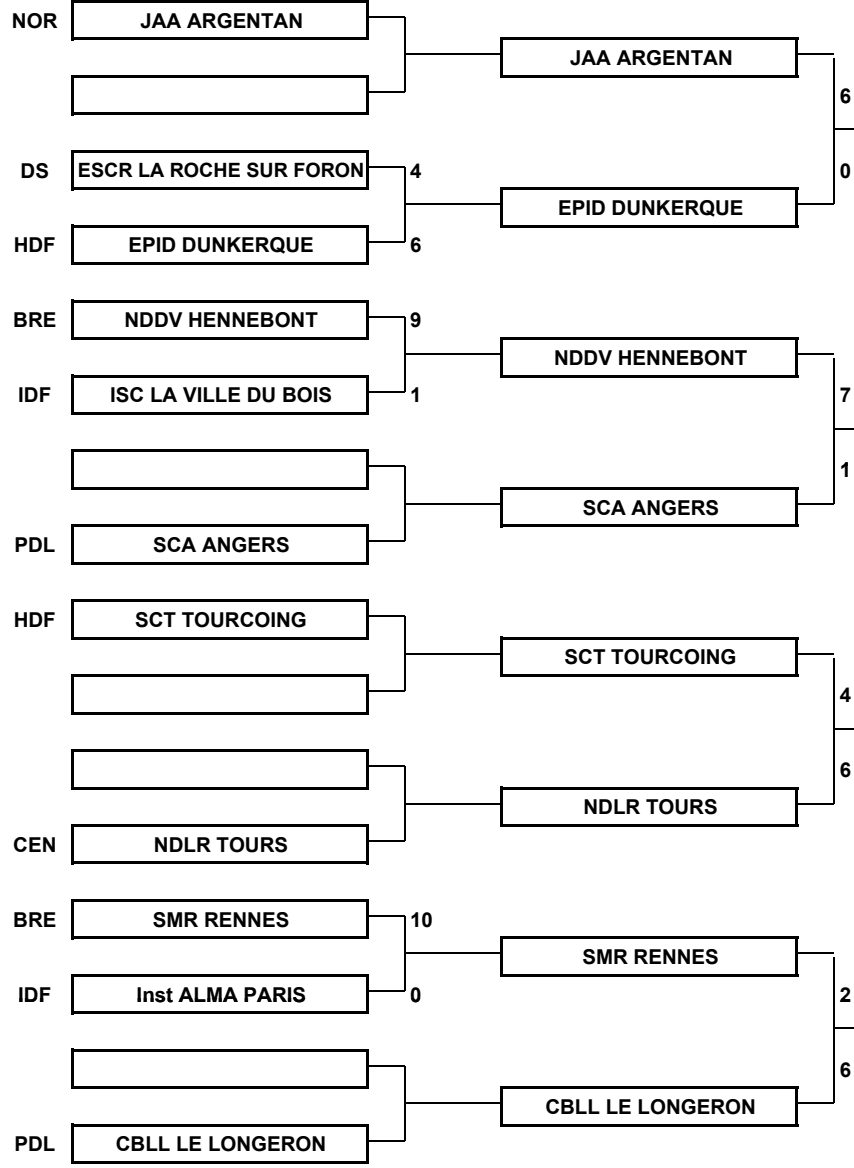 NOR JAA ARGENTAN
JAA ARGENTAN
6
DS ESCR LA ROCHE SUR FORON 4
0
EPID DUNKERQUE
HDF EPID DUNKERQUE 6
BRE NDDV HENNEBONT 9
NDDV HENNEBONT
IDF ISC LA VILLE DU BOIS 1
7
1
SCA ANGERS
PDL SCA ANGERS
HDF SCT TOURCOING
SCT TOURCOING
4
6
NDLR TOURS
CEN NDLR TOURS
BRE SMR RENNES 10
SMR RENNES
IDF Inst ALMA PARIS 0
2
6
CBLL LE LONGERON
PDL CBLL LE LONGERON